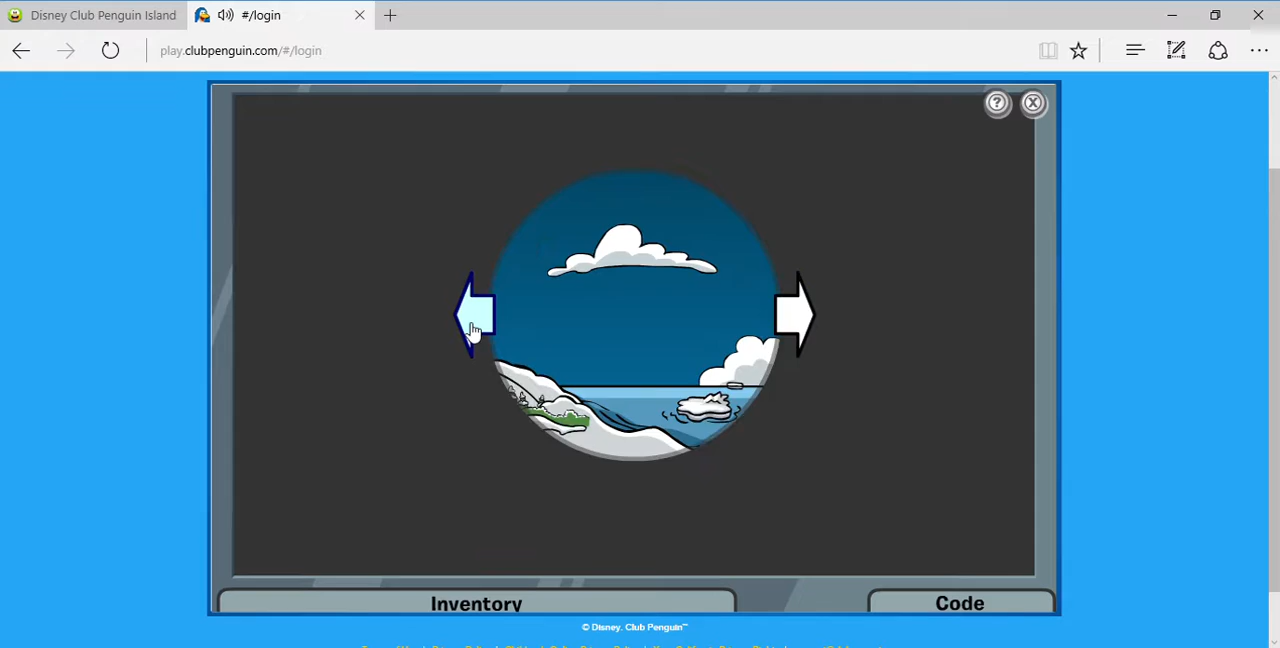 Disney Club Penguin Island
#/login
play.clubpenguin.com/#/login
?
X
Inventory
Code
© Disney. Club Penguin™